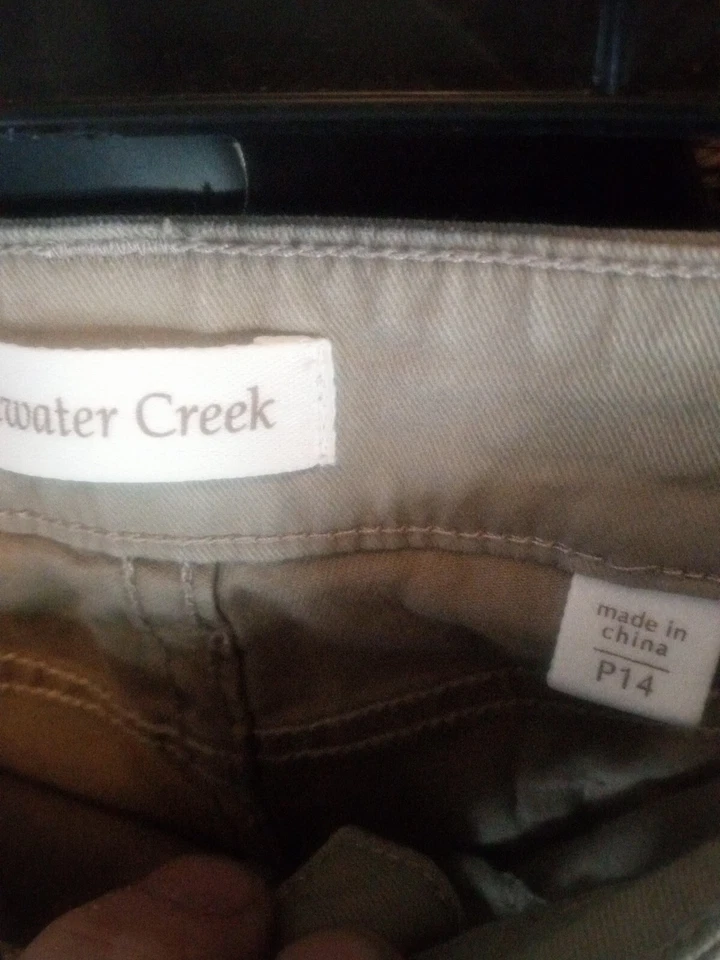 water Creek
made in
china
P14